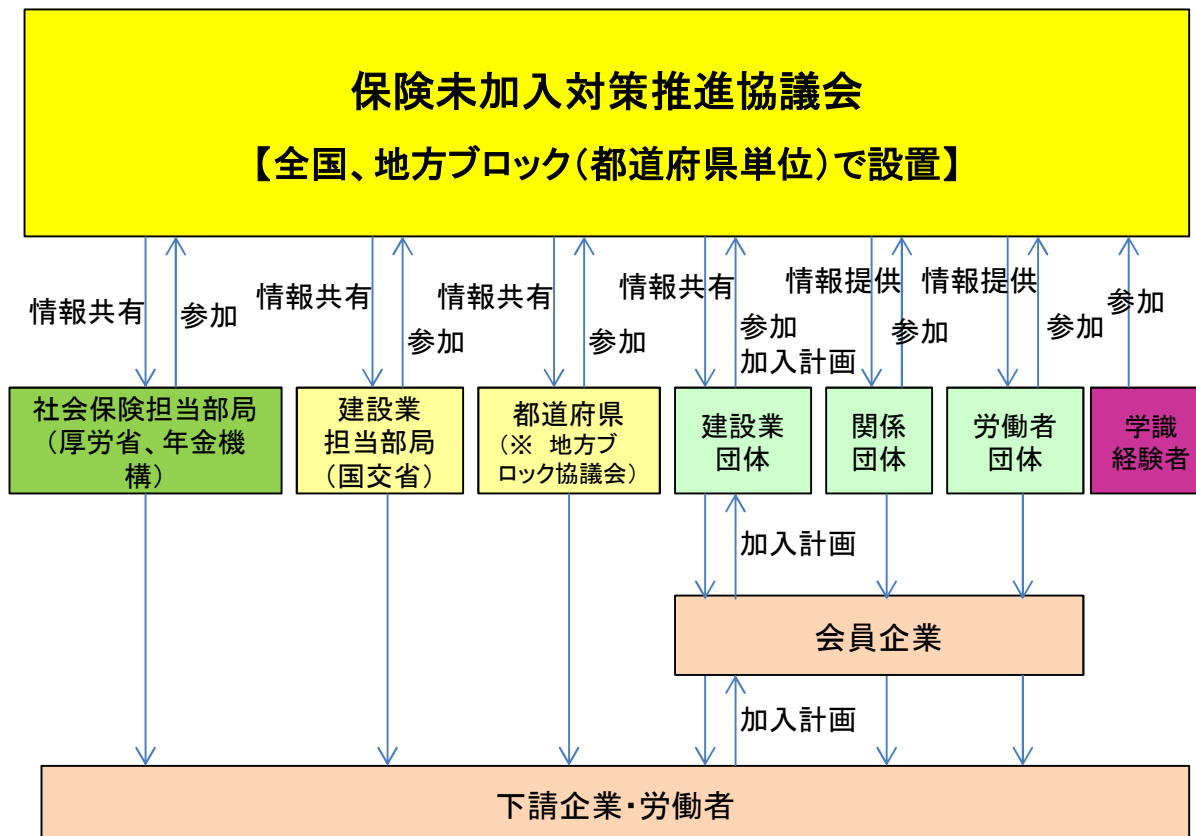 保険未加入対策推進協議会
【全国、地方ブロック(都道府県単位)で設置】
情報共有
参加
情報共有
参加
情報共有
参加
情報共有
参加
加入計画
情報提供
参加
情報提供
参加
参加
社会保険担当部局
(厚労省、年金機
構)
建設業
担当部局
(国交省)
都道府県
(※ 地方ブ
ロック協議会)
建設業
団体
関係
団体
労働者
団体
学識
経験者
加入計画
会員企業
加入計画
下請企業・労働者